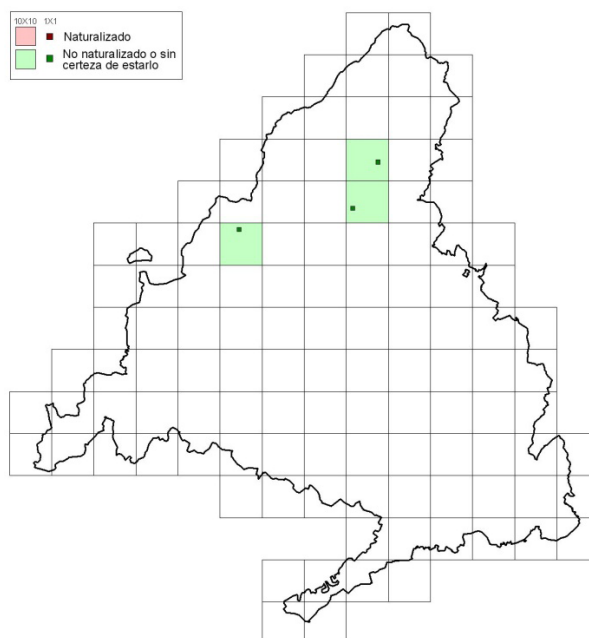 10X10 1X1
Naturalizado
No naturalizado o sin
certeza de estarlo